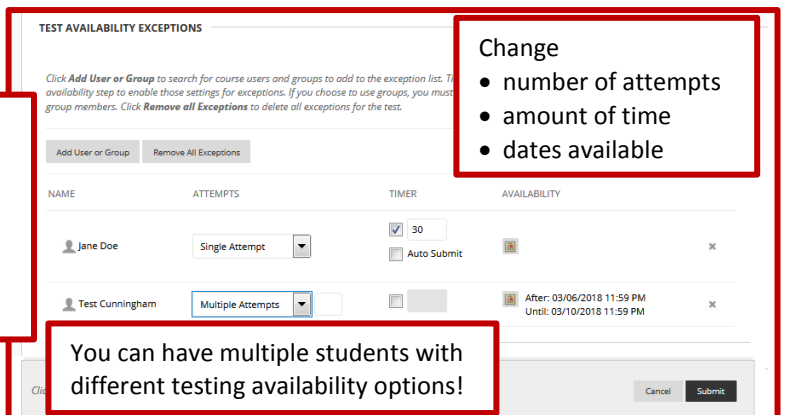 TEST AVAILABILITY EXCEPTIONS
Click Add User or Group to search for course users and groups to add to the exception list.
availability step to enable those settings for exceptions. If you choose to use groups, you must
group members. Click Remove all Exceptions to delete all exceptions for the test.
Change
• number of attempts
• amount of time
• dates available
Add User or Group Remove All Exceptions
NAME ATTEMPTS TIMER AVAILABILITY
Jane Doe Single Attempt 30
Auto Submit
Test Cunningham Multiple Attempts After: 03/06/2018 11:59 PM
Until: 03/10/2018 11:59 PM
You can have multiple students with
different testing availability options!
Cancel Submit